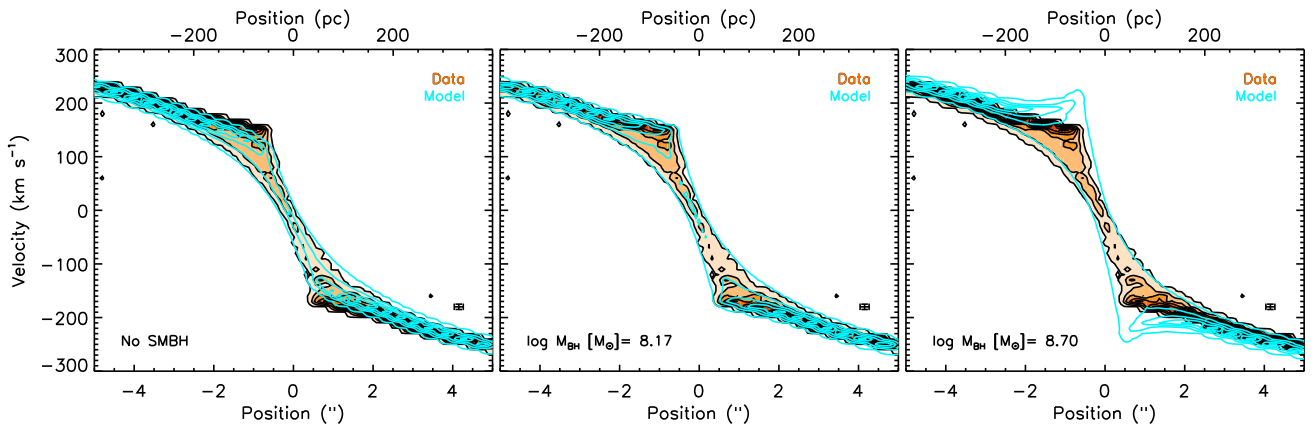 Position (pc)
Position (pc)
Position (pc)
−200 0 200
−200 0 200
−200 0 200
300
200
100
0
−100
−200
−300
Velocity (km s⁻¹)
Data
Model
No SMBH
Data
Model
log M_BH [M_⊙]= 8.17
Data
Model
log M_BH [M_⊙]= 8.70
−4 −2 0 2 4
−4 −2 0 2 4
−4 −2 0 2 4
Position ('')
Position ('')
Position ('')